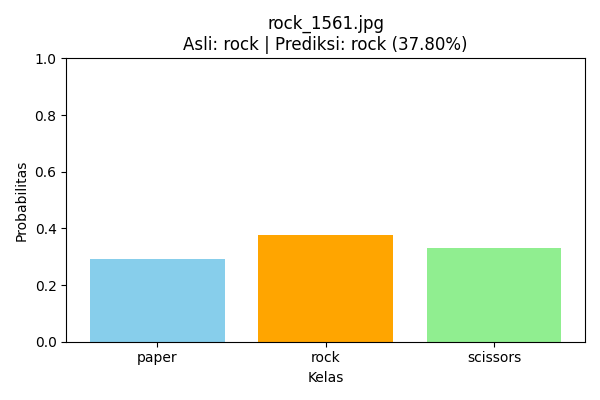 rock_1561.jpg
Asli: rock | Prediksi: rock (37.80%)
1.0
0.8
0.6
0.4
0.2
0.0
Probabilitas
paper
rock
scissors
Kelas